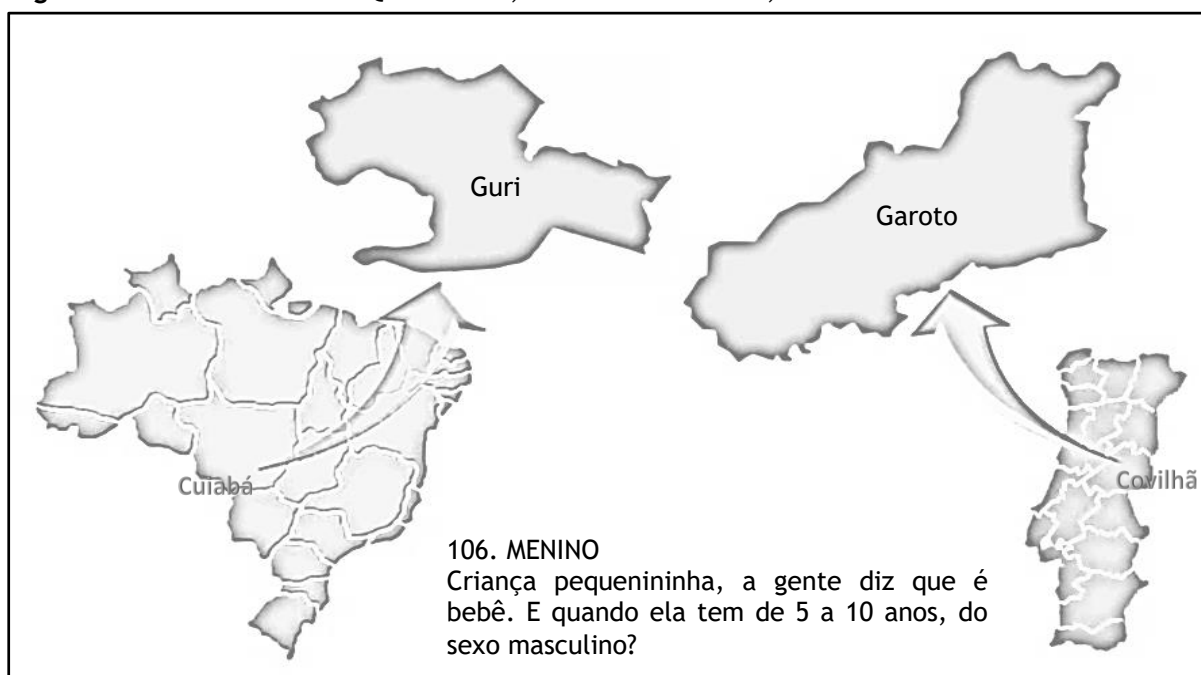 Guri
Garoto
Cuiabá
Covilhã
106. MENINO
Criança pequenininha, a gente diz que é
bebê. E quando ela tem de 5 a 10 anos, do
sexo masculino?